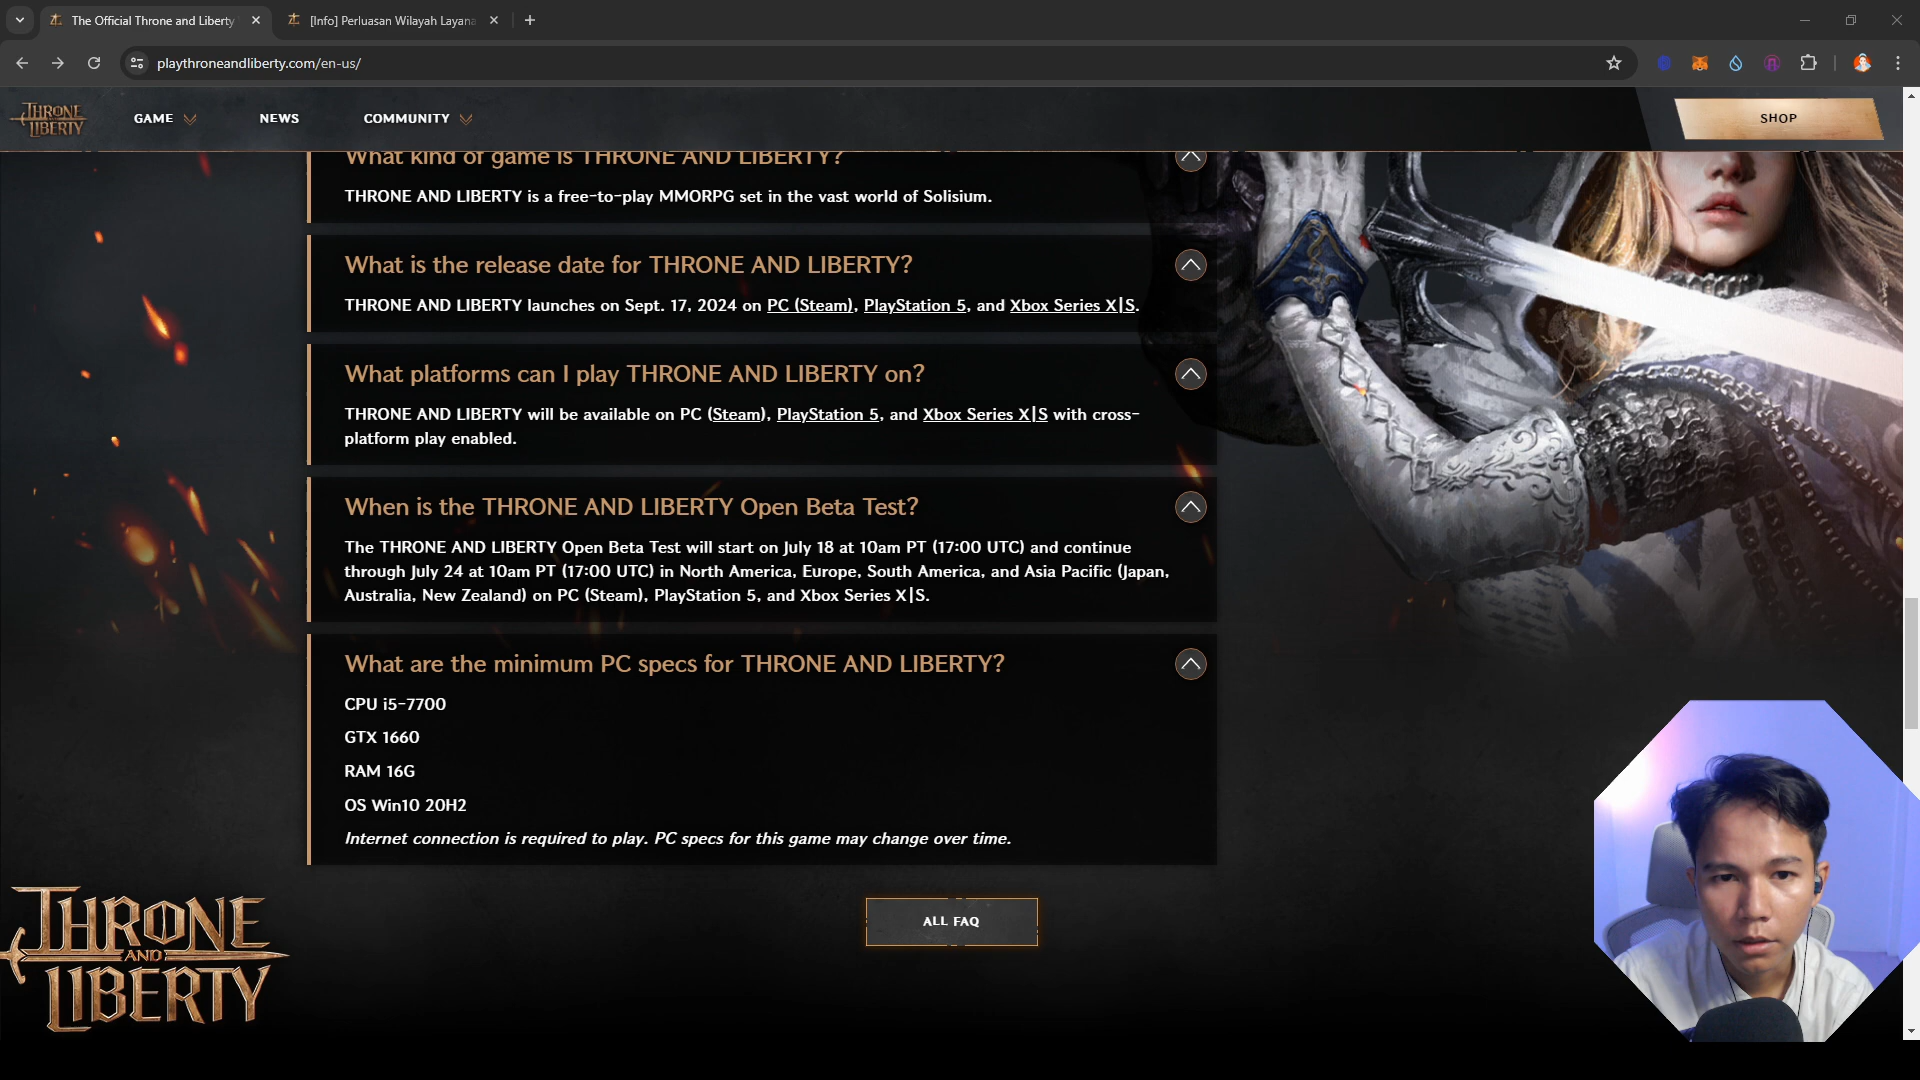 The Official Throne and Liberty
[Info] Perluasan Wilayah Layana
playthroneandliberty.com/en-us/
THRONE AND LIBERTY
GAME
NEWS
COMMUNITY
SHOP
What kind of game is THRONE AND LIBERTY?
THRONE AND LIBERTY is a free-to-play MMORPG set in the vast world of Solisium.
What is the release date for THRONE AND LIBERTY?
THRONE AND LIBERTY launches on Sept. 17, 2024 on PC (Steam), PlayStation 5, and Xbox Series X|S.
What platforms can I play THRONE AND LIBERTY on?
THRONE AND LIBERTY will be available on PC (Steam), PlayStation 5, and Xbox Series X|S with cross-
platform play enabled.
When is the THRONE AND LIBERTY Open Beta Test?
The THRONE AND LIBERTY Open Beta Test will start on July 18 at 10am PT (17:00 UTC) and continue
through July 24 at 10am PT (17:00 UTC) in North America, Europe, South America, and Asia Pacific (Japan,
Australia, New Zealand) on PC (Steam), PlayStation 5, and Xbox Series X|S.
What are the minimum PC specs for THRONE AND LIBERTY?
CPU i5-7700
GTX 1660
RAM 16G
OS Win10 20H2
Internet connection is required to play. PC specs for this game may change over time.
ALL FAQ
THRONE
AND
LIBERTY